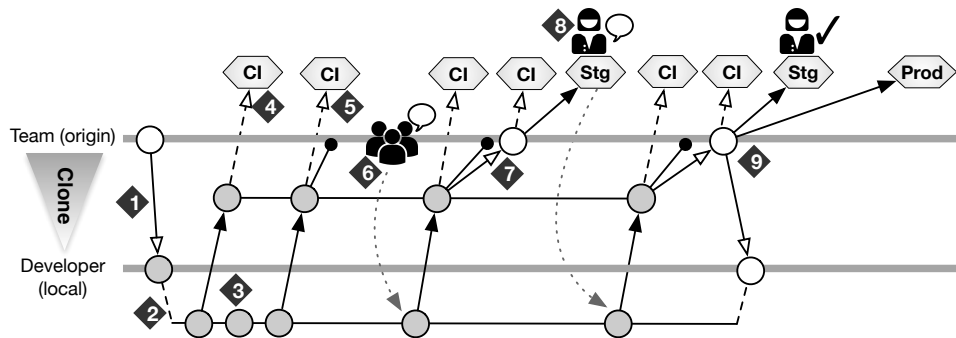 8
CI
CI
CI
CI
Stg
CI
CI
Stg
Prod
4
5
Team (origin)
6
7
9
Clone
1
Developer
(local)
2
3